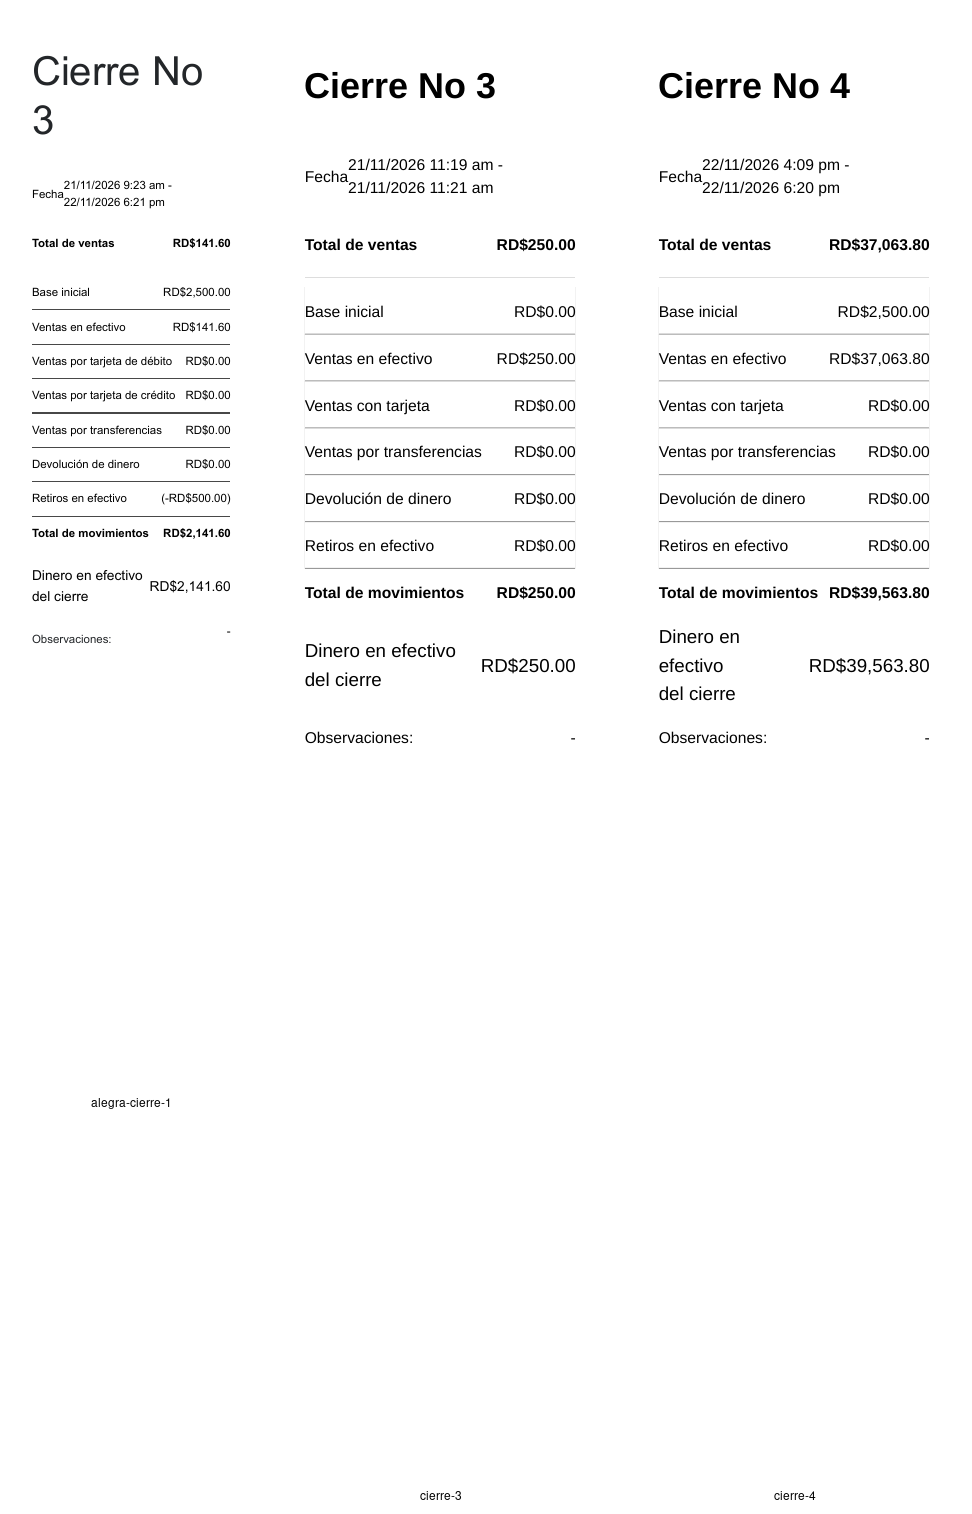 Cierre No
3
Fecha
21/11/2026 9:23 am -
22/11/2026 6:21 pm
Total de ventas RD$141.60
Base inicial RD$2,500.00
Ventas en efectivo RD$141.60
Ventas por tarjeta de débito RD$0.00
Ventas por tarjeta de crédito RD$0.00
Ventas por transferencias RD$0.00
Devolución de dinero RD$0.00
Retiros en efectivo (-RD$500.00)
Total de movimientos RD$2,141.60
Dinero en efectivo
del cierre
RD$2,141.60
Observaciones: -
alegra-cierre-1
Cierre No 3
Fecha
21/11/2026 11:19 am -
21/11/2026 11:21 am
Total de ventas RD$250.00
Base inicial RD$0.00
Ventas en efectivo RD$250.00
Ventas con tarjeta RD$0.00
Ventas por transferencias RD$0.00
Devolución de dinero RD$0.00
Retiros en efectivo RD$0.00
Total de movimientos RD$250.00
Dinero en efectivo
del cierre
RD$250.00
Observaciones: -
cierre-3
Cierre No 4
Fecha
22/11/2026 4:09 pm -
22/11/2026 6:20 pm
Total de ventas RD$37,063.80
Base inicial RD$2,500.00
Ventas en efectivo RD$37,063.80
Ventas con tarjeta RD$0.00
Ventas por transferencias RD$0.00
Devolución de dinero RD$0.00
Retiros en efectivo RD$0.00
Total de movimientos RD$39,563.80
Dinero en
efectivo
del cierre
RD$39,563.80
Observaciones: -
cierre-4